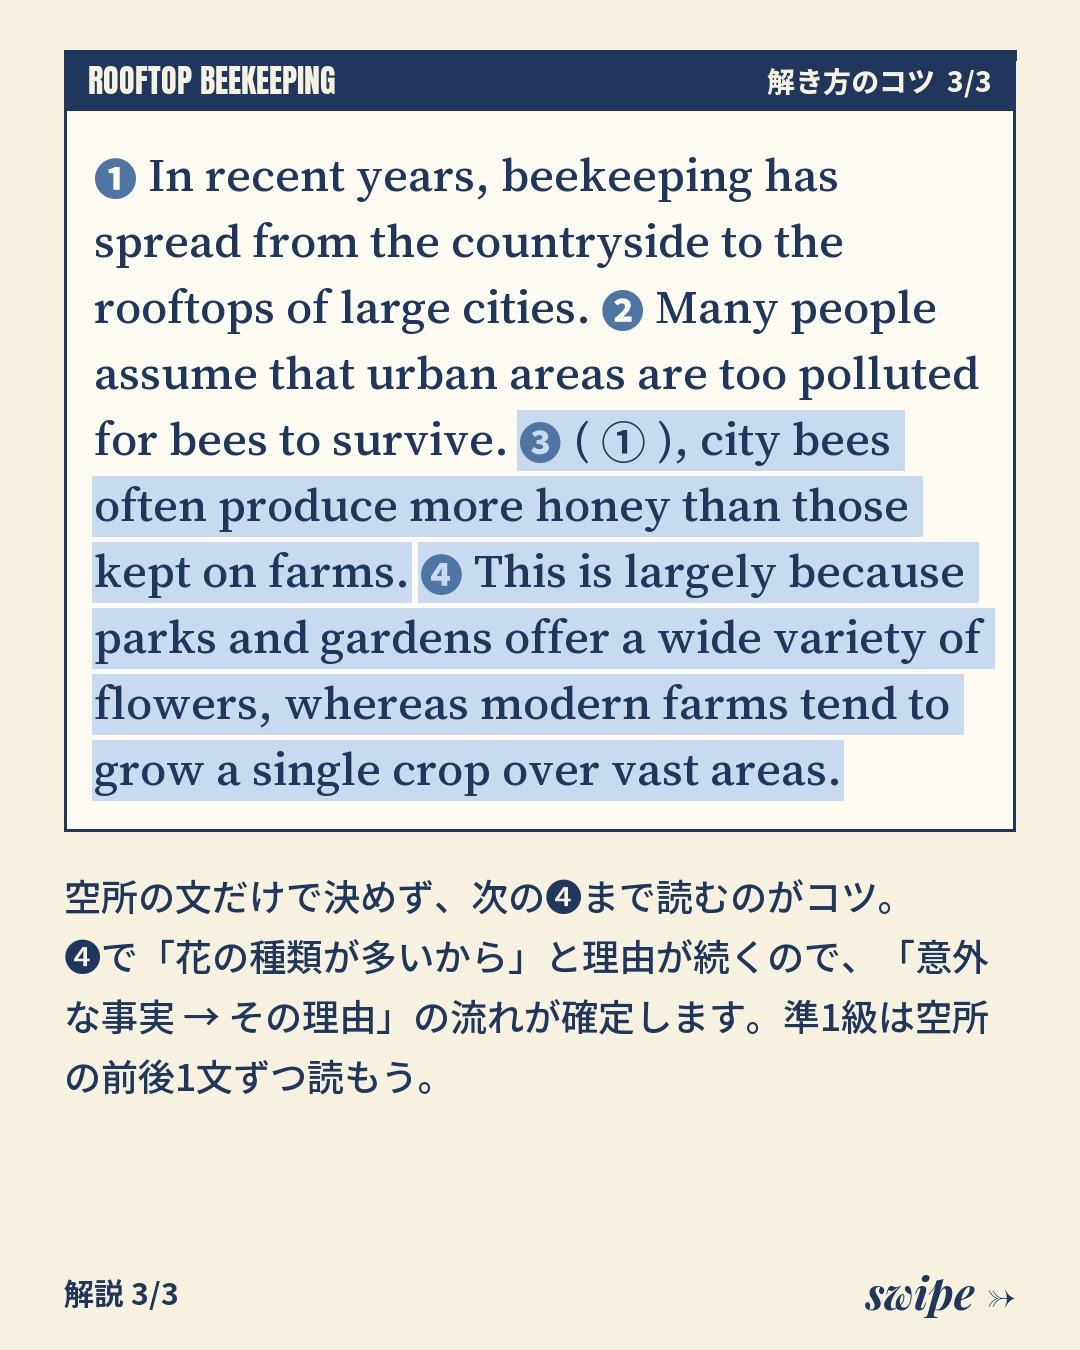 ROOFTOP BEEKEEPING
解き方のコツ 3/3
❶ In recent years, beekeeping has
spread from the countryside to the
rooftops of large cities. ❷ Many people
assume that urban areas are too polluted
for bees to survive. ❸ ( ① ), city bees
often produce more honey than those
kept on farms. ❹ This is largely because
parks and gardens offer a wide variety of
flowers, whereas modern farms tend to
grow a single crop over vast areas.
空所の文だけで決めず、次の❹まで読むのがコツ。
❹で「花の種類が多いから」と理由が続くので、「意外
な事実 → その理由」の流れが確定します。準1級は空所
の前後1文ずつ読もう。
解説 3/3
swipe